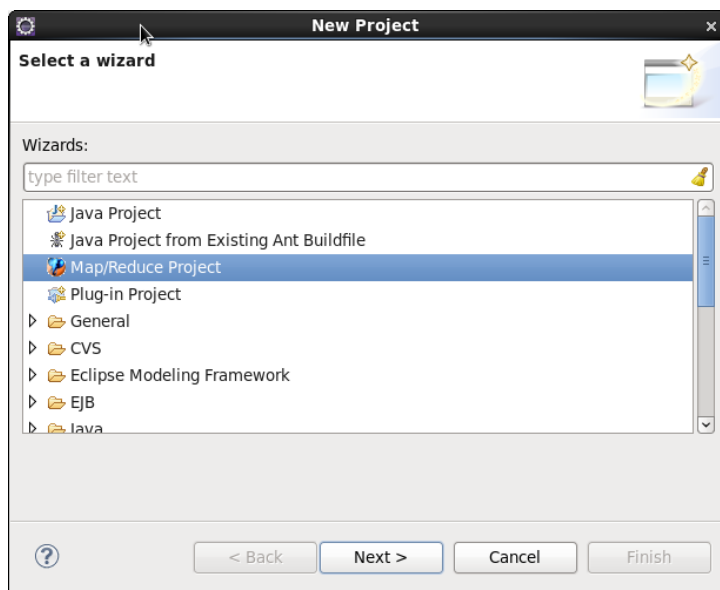 New Project
Select a wizard
Wizards:
type filter text
Java Project
Java Project from Existing Ant Buildfile
Map/Reduce Project
Plug-in Project
General
CVS
Eclipse Modeling Framework
EJB
Java
< Back Next > Cancel Finish